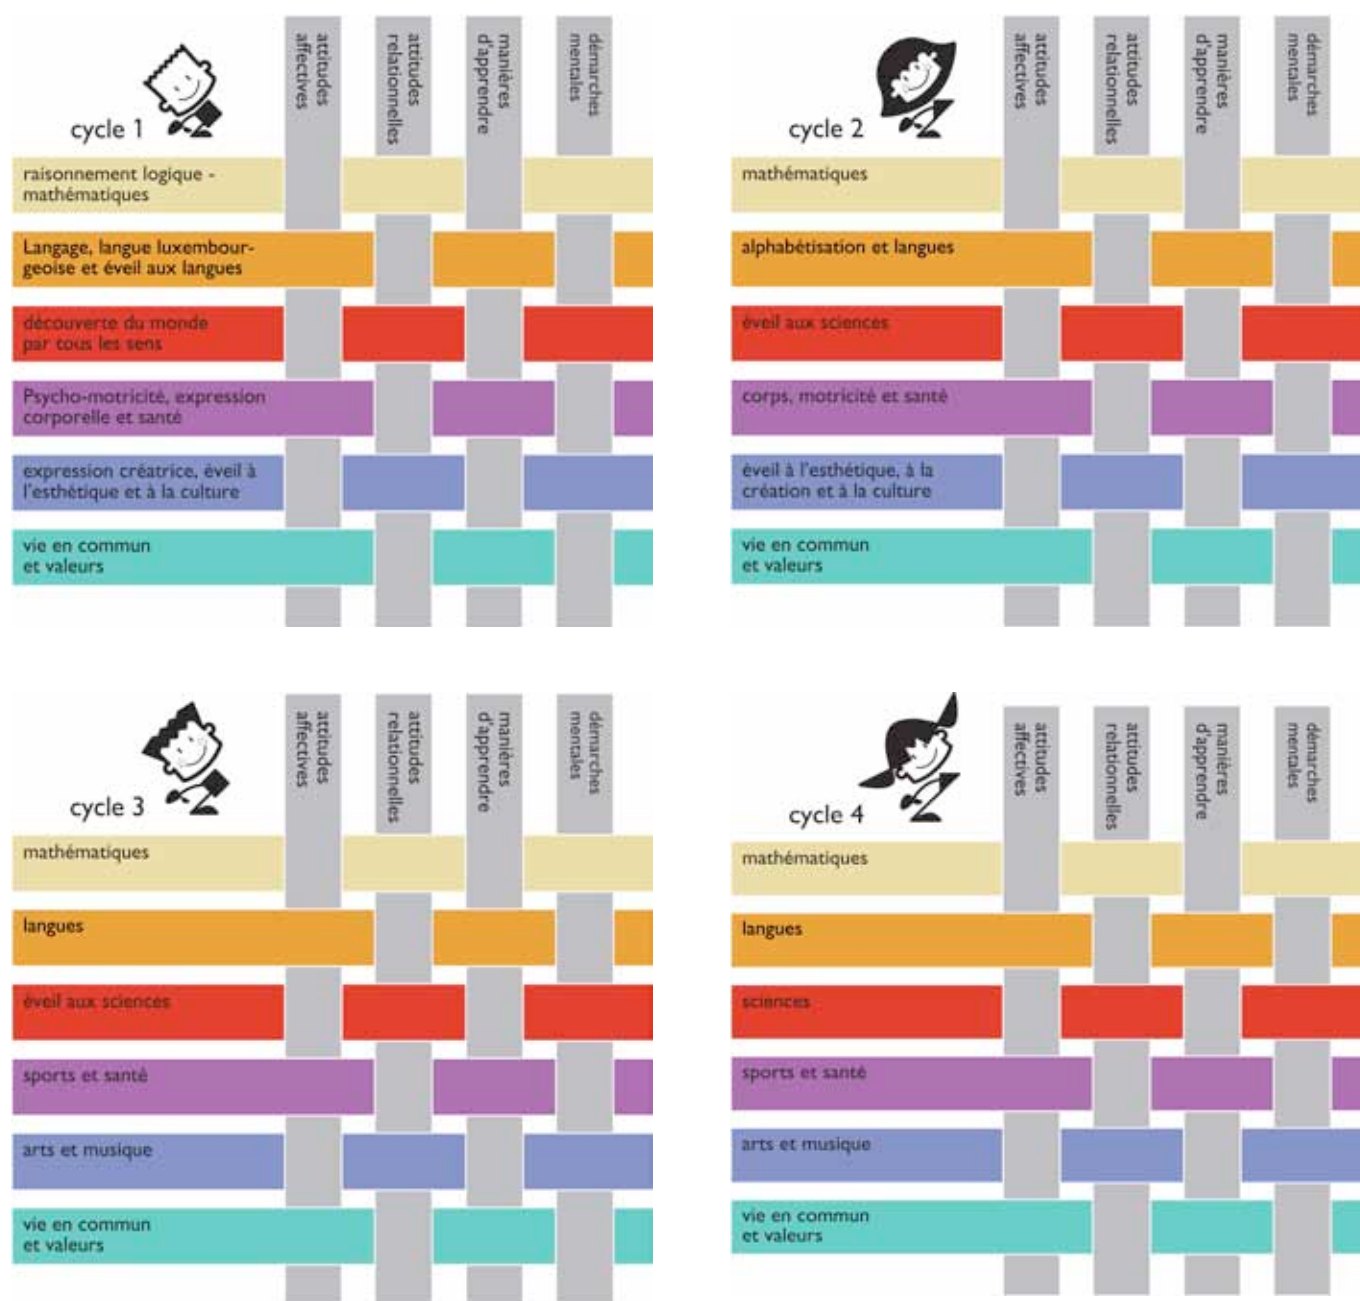 attitudes
affectives
attitudes
relationnelles
manières
d'apprendre
démarches
mentales
cycle 1
raisonnement logique -
mathématiques
Langage, langue luxembour-
geoise et éveil aux langues
découverte du monde
par tous les sens
Psycho-motricité, expression
corporelle et santé
expression créatrice, éveil à
l'esthétique et à la culture
vie en commun
et valeurs
attitudes
affectives
attitudes
relationnelles
manières
d'apprendre
démarches
mentales
cycle 2
mathématiques
alphabétisation et langues
éveil aux sciences
corps, motricité et santé
éveil à l'esthétique, à la
création et à la culture
vie en commun
et valeurs
attitudes
affectives
attitudes
relationnelles
manières
d'apprendre
démarches
mentales
cycle 3
mathématiques
langues
éveil aux sciences
sports et santé
arts et musique
vie en commun
et valeurs
attitudes
affectives
attitudes
relationnelles
manières
d'apprendre
démarches
mentales
cycle 4
mathématiques
langues
sciences
sports et santé
arts et musique
vie en commun
et valeurs